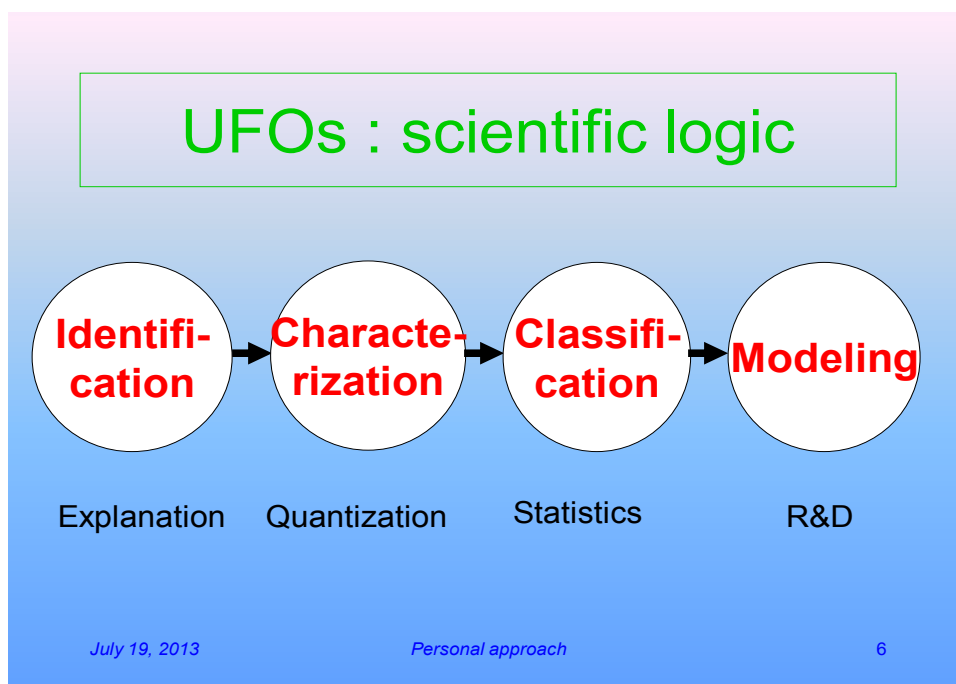 UFOs : scientific logic
Identifi-
cation
Characte-
rization
Classifi-
cation
Modeling
Explanation
Quantization
Statistics
R&D
July 19, 2013
Personal approach
6